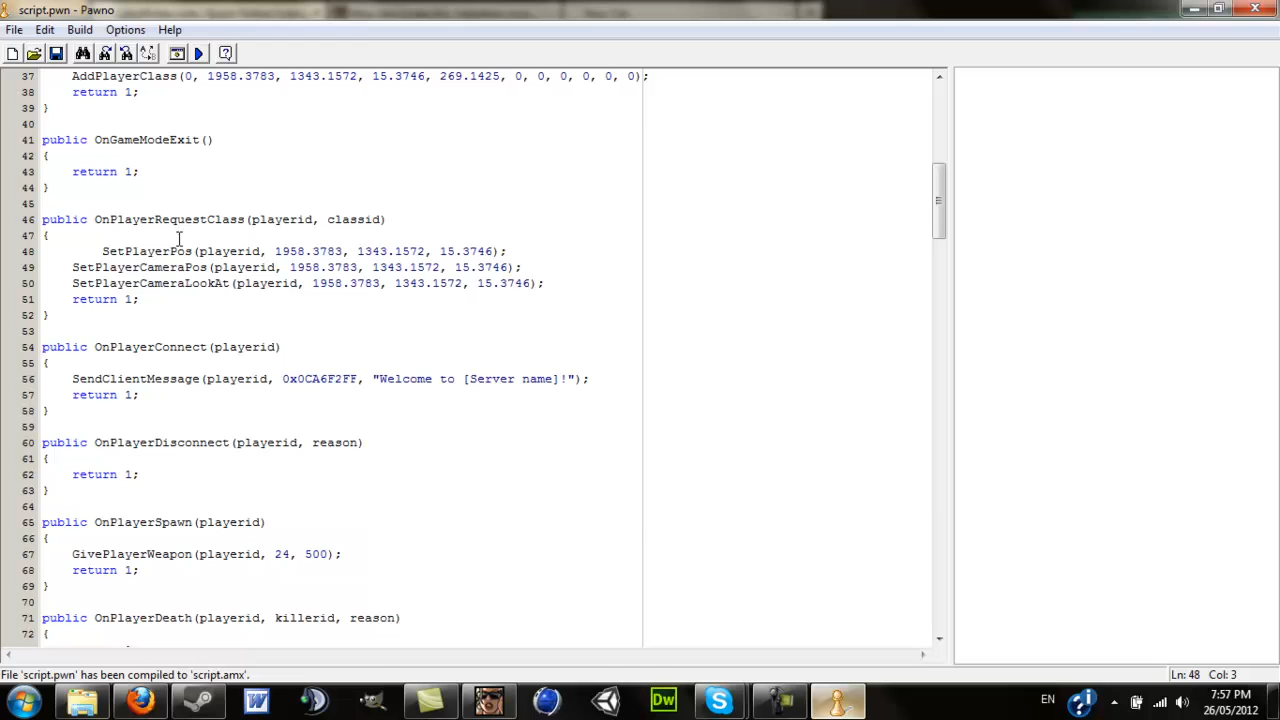 script.pwn - Pawno
File Edit Build Options Help
37 AddPlayerClass(0, 1958.3783, 1343.1572, 15.3746, 269.1425, 0, 0, 0, 0, 0, 0);
38 return 1;
39 }
40
41 public OnGameModeExit()
42 {
43 return 1;
44 }
45
46 public OnPlayerRequestClass(playerid, classid)
47 {
48 SetPlayerPos(playerid, 1958.3783, 1343.1572, 15.3746);
49 SetPlayerCameraPos(playerid, 1958.3783, 1343.1572, 15.3746);
50 SetPlayerCameraLookAt(playerid, 1958.3783, 1343.1572, 15.3746);
51 return 1;
52 }
53
54 public OnPlayerConnect(playerid)
55 {
56 SendClientMessage(playerid, 0x0CA6F2FF, "Welcome to [Server name]!");
57 return 1;
58 }
59
60 public OnPlayerDisconnect(playerid, reason)
61 {
62 return 1;
63 }
64
65 public OnPlayerSpawn(playerid)
66 {
67 GivePlayerWeapon(playerid, 24, 500);
68 return 1;
69 }
70
71 public OnPlayerDeath(playerid, killerid, reason)
72 {
File 'script.pwn' has been compiled to 'script.amx'.
Ln: 48 Col: 3
Dw
EN
7:57 PM
26/05/2012